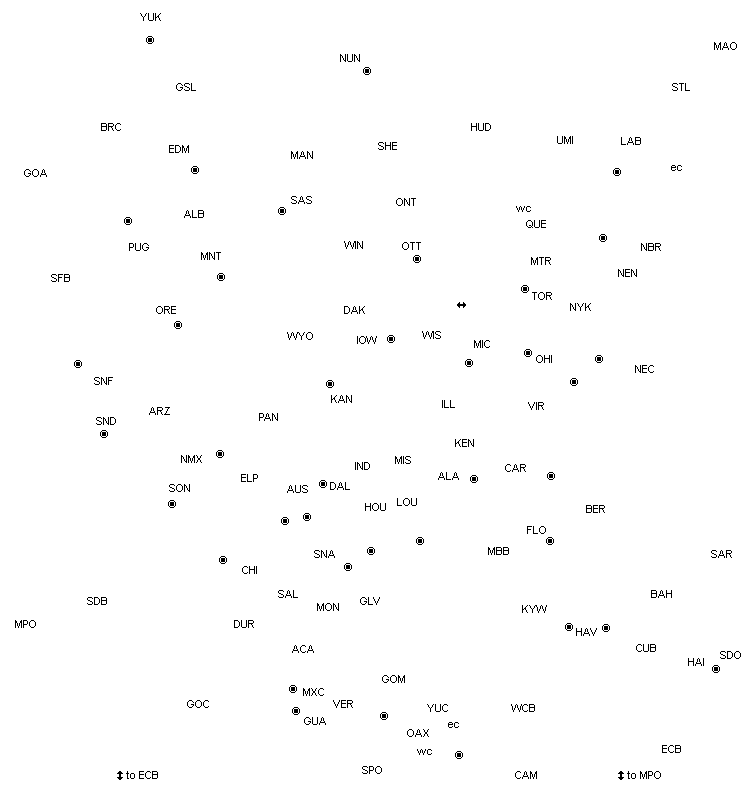 YUK
MAO
NUN
GSL
STL
BRC
HUD
UMI
LAB
SHE
EDM
MAN
ec
GOA
SAS
ONT
wc
ALB
QUE
PUG
WIN
OTT
NBR
MNT
MTR
NEN
SFB
TOR
ORE
DAK
NYK
↔
WYO
IOW
WIS
MIC
OHI
NEC
SNF
KAN
ILL
VIR
ARZ
PAN
SND
KEN
NMX
IND
MIS
CAR
ELP
ALA
SON
AUS
DAL
HOU
LOU
BER
FLO
SNA
MBB
SAR
CHI
SAL
BAH
SDB
MON
GLV
KYW
MPO
DUR
HAV
ACA
CUB
SDO
HAI
GOM
MXC
GOC
VER
YUC
WCB
GUA
ec
OAX
wc
ECB
SPO
CAM
↕ to ECB
↕ to MPO